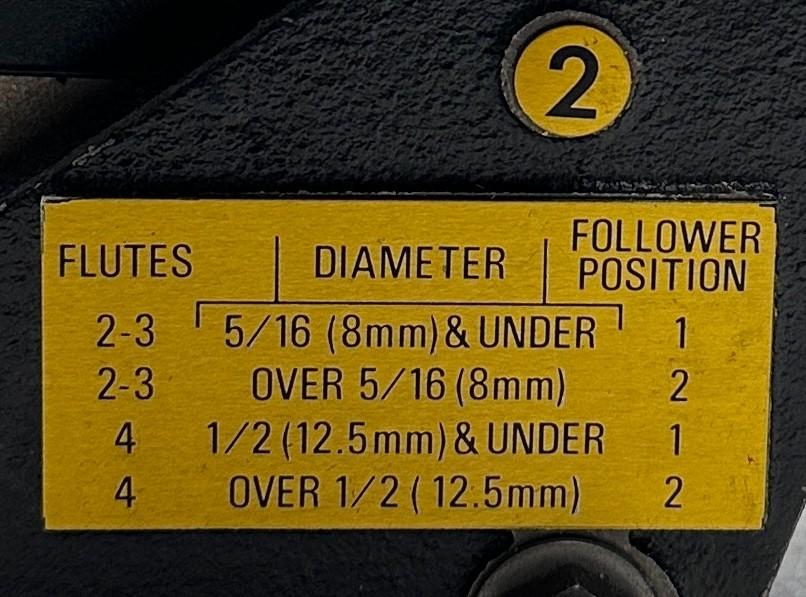 2
FLUTES DIAMETER FOLLOWER POSITION
2-3 5/16 (8mm) & UNDER 1
2-3 OVER 5/16 (8mm) 2
4 1/2 (12.5mm) & UNDER 1
4 OVER 1/2 (12.5mm) 2